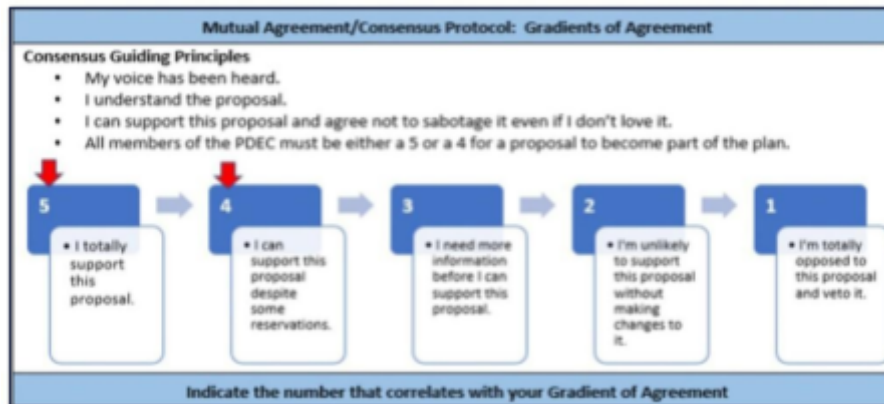 Mutual Agreement/Consensus Protocol: Gradients of Agreement
Consensus Guiding Principles
• My voice has been heard.
• I understand the proposal.
• I can support this proposal and agree not to sabotage it even if I don't love it.
• All members of the PDEC must be either a 5 or a 4 for a proposal to become part of the plan.
5
• I totally
support
this
proposal.
4
• I can
support this
proposal
despite
some
reservations.
3
• I need more
information
before I can
support this
proposal.
2
• I'm unlikely
to support
this proposal
without
making
changes to
it.
1
• I'm totally
opposed to
this proposal
and veto it.
Indicate the number that correlates with your Gradient of Agreement